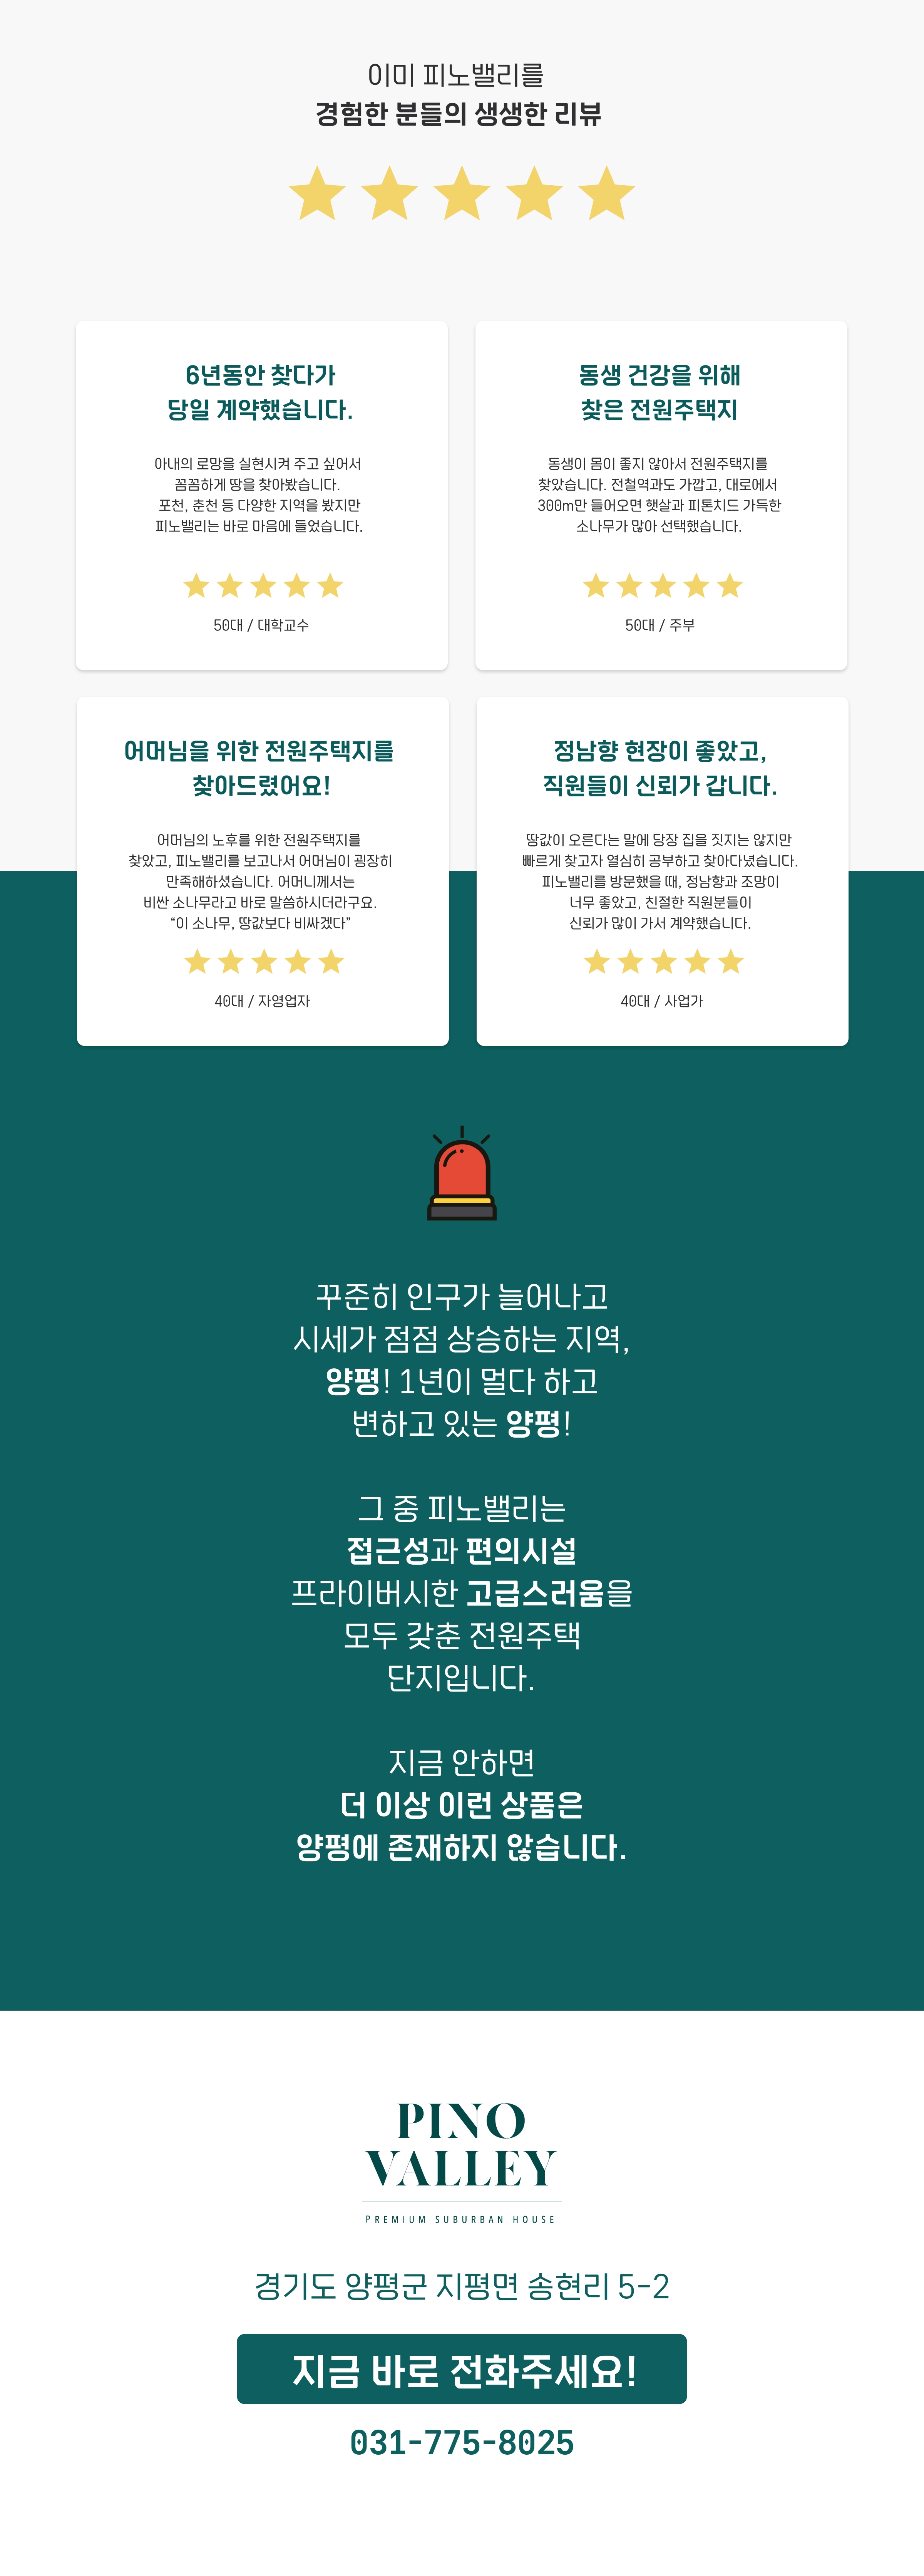 이미 피노밸리를
경험한 분들의 생생한 리뷰
6년동안 찾다가
당일 계약했습니다.
아내의 로망을 실현시켜 주고 싶어서
꼼꼼하게 땅을 찾아봤습니다.
포천, 춘천 등 다양한 지역을 봤지만
피노밸리는 바로 마음에 들었습니다.
50대 / 대학교수
동생 건강을 위해
찾은 전원주택지
동생이 몸이 좋지 않아서 전원주택지를
찾았습니다. 전철역과도 가깝고, 대로에서
300m만 들어오면 햇살과 피톤치드 가득한
소나무가 많아 선택했습니다.
50대 / 주부
어머님을 위한 전원주택지를
찾아드렸어요!
어머님의 노후를 위한 전원주택지를
찾았고, 피노밸리를 보고나서 어머님이 굉장히
만족해하셨습니다. 어머니께서는
비싼 소나무라고 바로 말씀하시더라구요.
“이 소나무, 땅값보다 비싸겠다”
40대 / 자영업자
정남향 현장이 좋았고,
직원들이 신뢰가 갑니다.
땅값이 오른다는 말에 당장 집을 짓지는 않지만
빠르게 찾고자 열심히 공부하고 찾아다녔습니다.
피노밸리를 방문했을 때, 정남향과 조망이
너무 좋았고, 친절한 직원분들이
신뢰가 많이 가서 계약했습니다.
40대 / 사업가
꾸준히 인구가 늘어나고
시세가 점점 상승하는 지역,
양평! 1년이 멀다 하고
변하고 있는 양평!
그 중 피노밸리는
접근성과 편의시설
프라이버시한 고급스러움을
모두 갖춘 전원주택
단지입니다.
지금 안하면
더 이상 이런 상품은
양평에 존재하지 않습니다.
PINO
VALLEY
PREMIUM SUBURBAN HOUSE
경기도 양평군 지평면 송현리 5-2
지금 바로 전화주세요!
031-775-8025